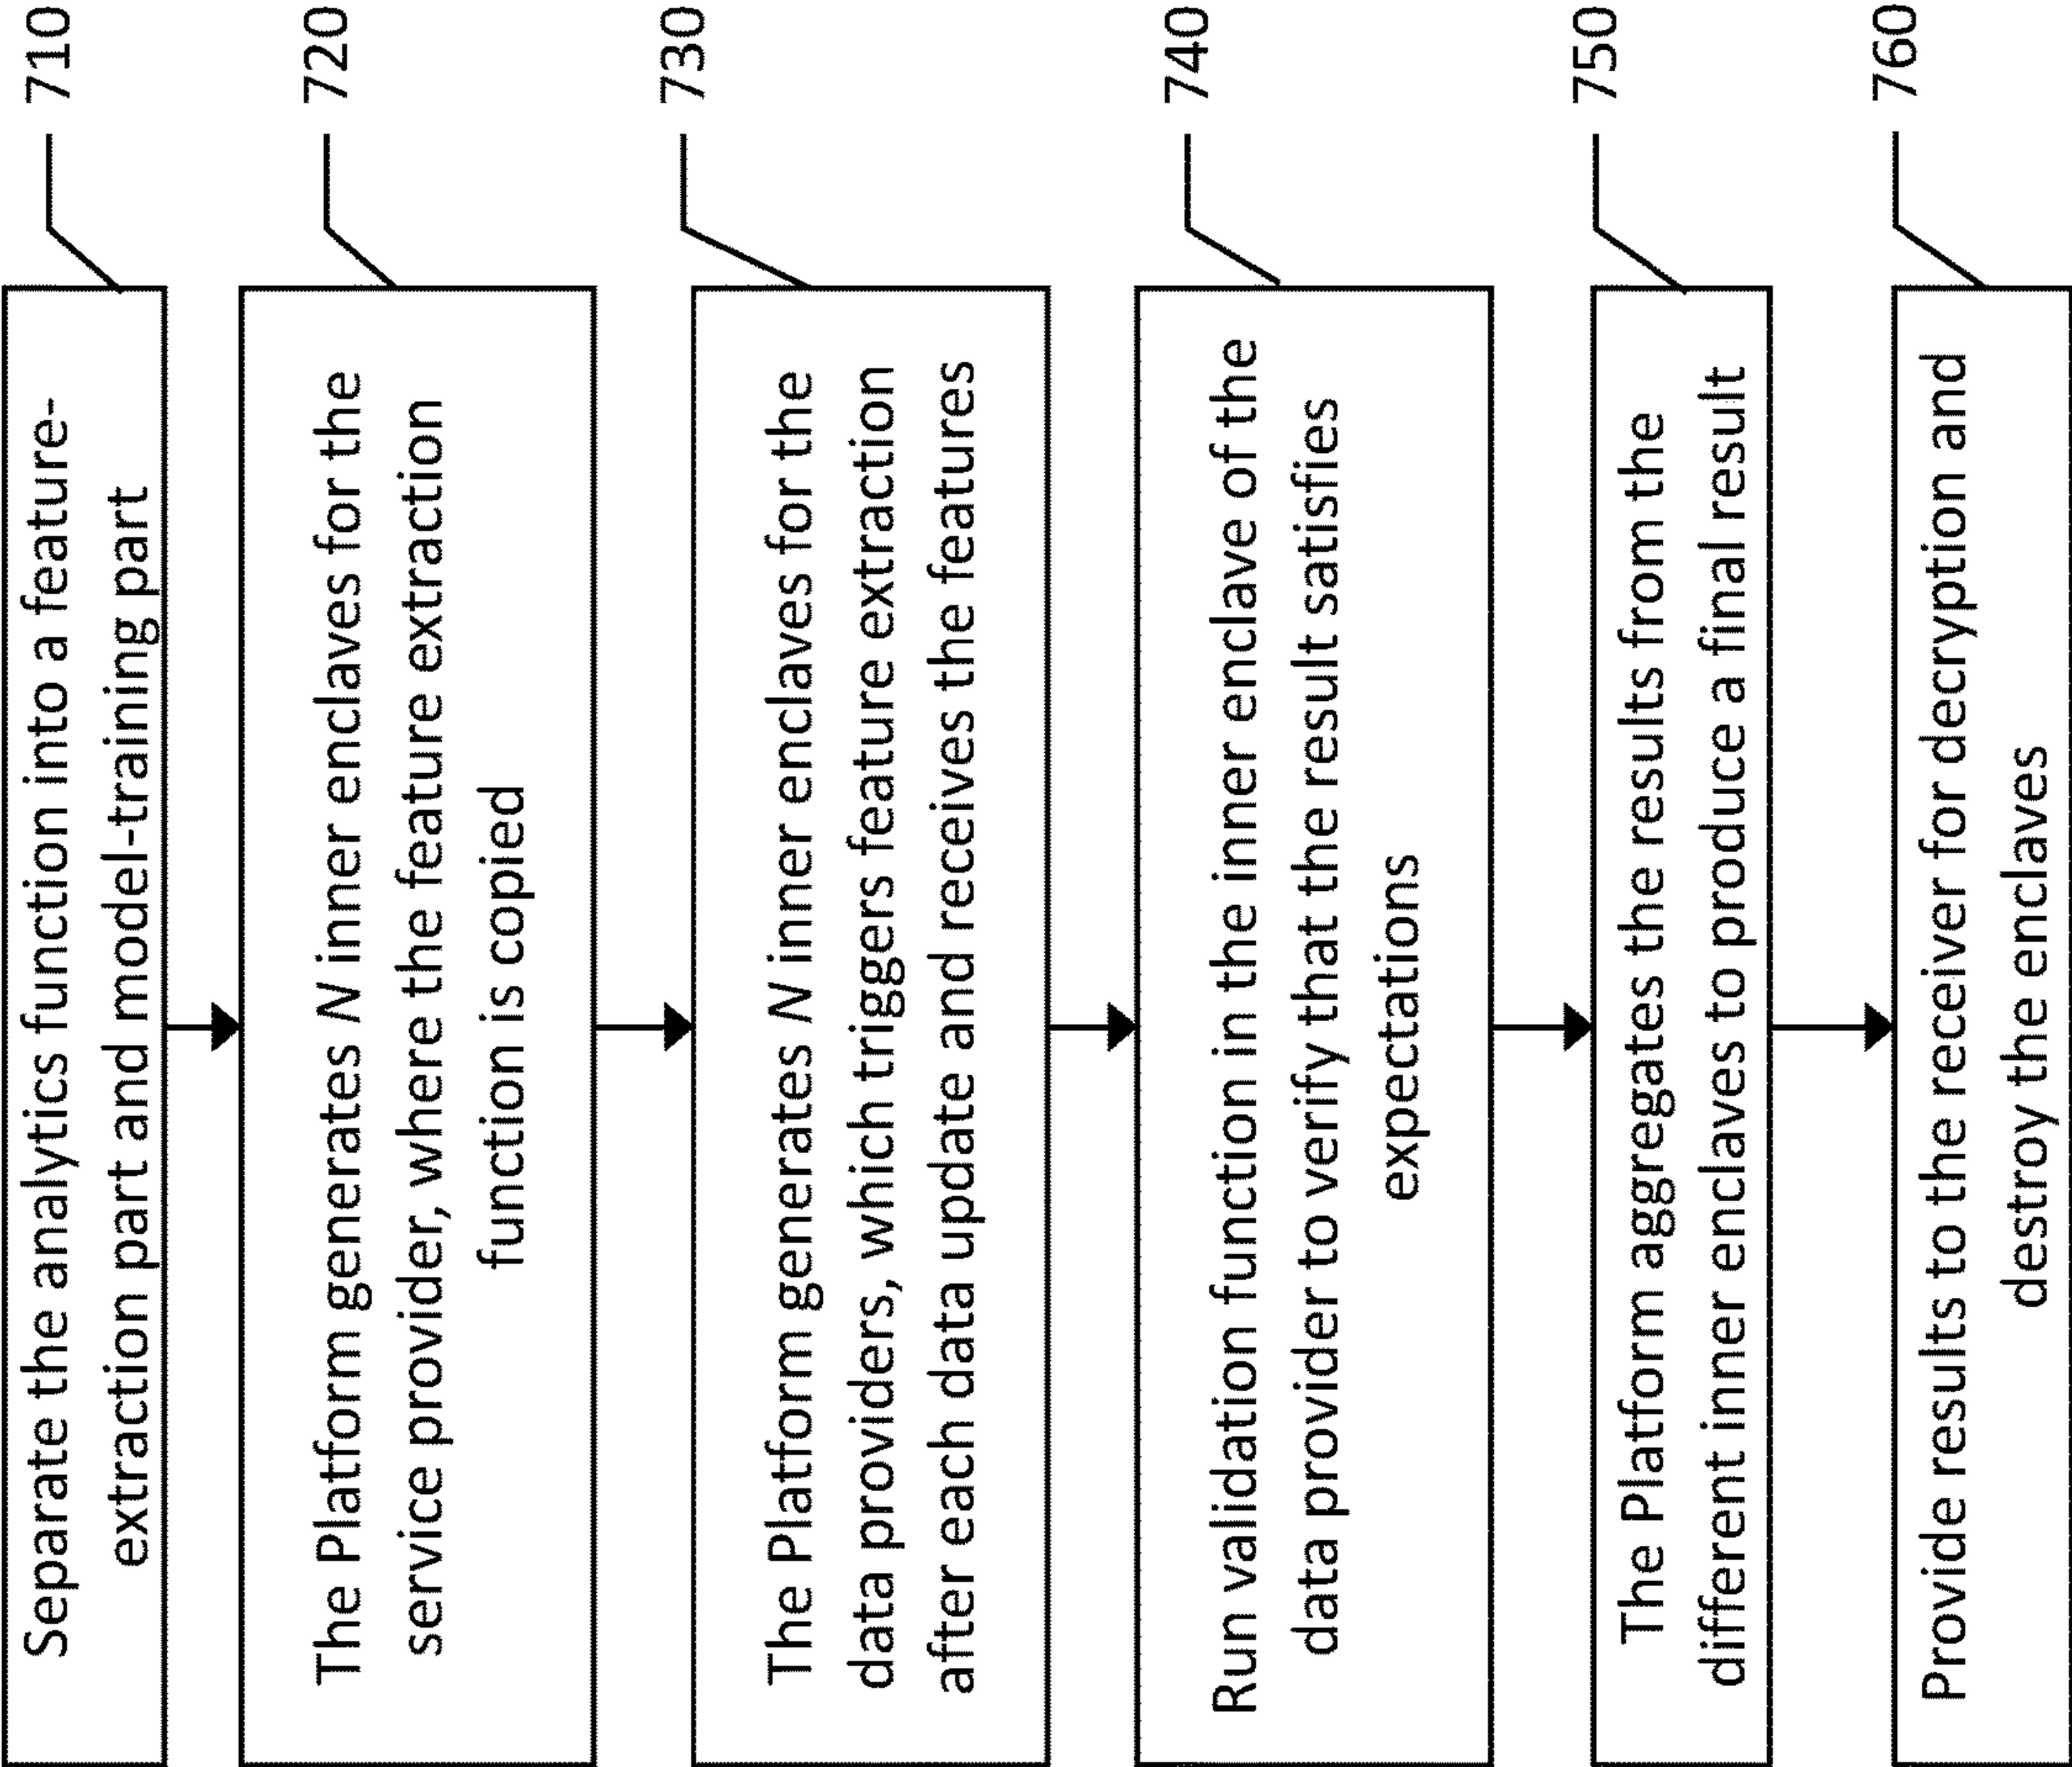 Separate the analytics function into a feature-
extraction part and model-training part
710
The Platform generates N inner enclaves for the
service provider, where the feature extraction
function is copied
720
The Platform generates N inner enclaves for the
data providers, which triggers feature extraction
after each data update and receives the features
730
Run validation function in the inner enclave of the
data provider to verify that the result satisfies
expectations
740
The Platform aggregates the results from the
different inner enclaves to produce a final result
750
Provide results to the receiver for decryption and
destroy the enclaves
760